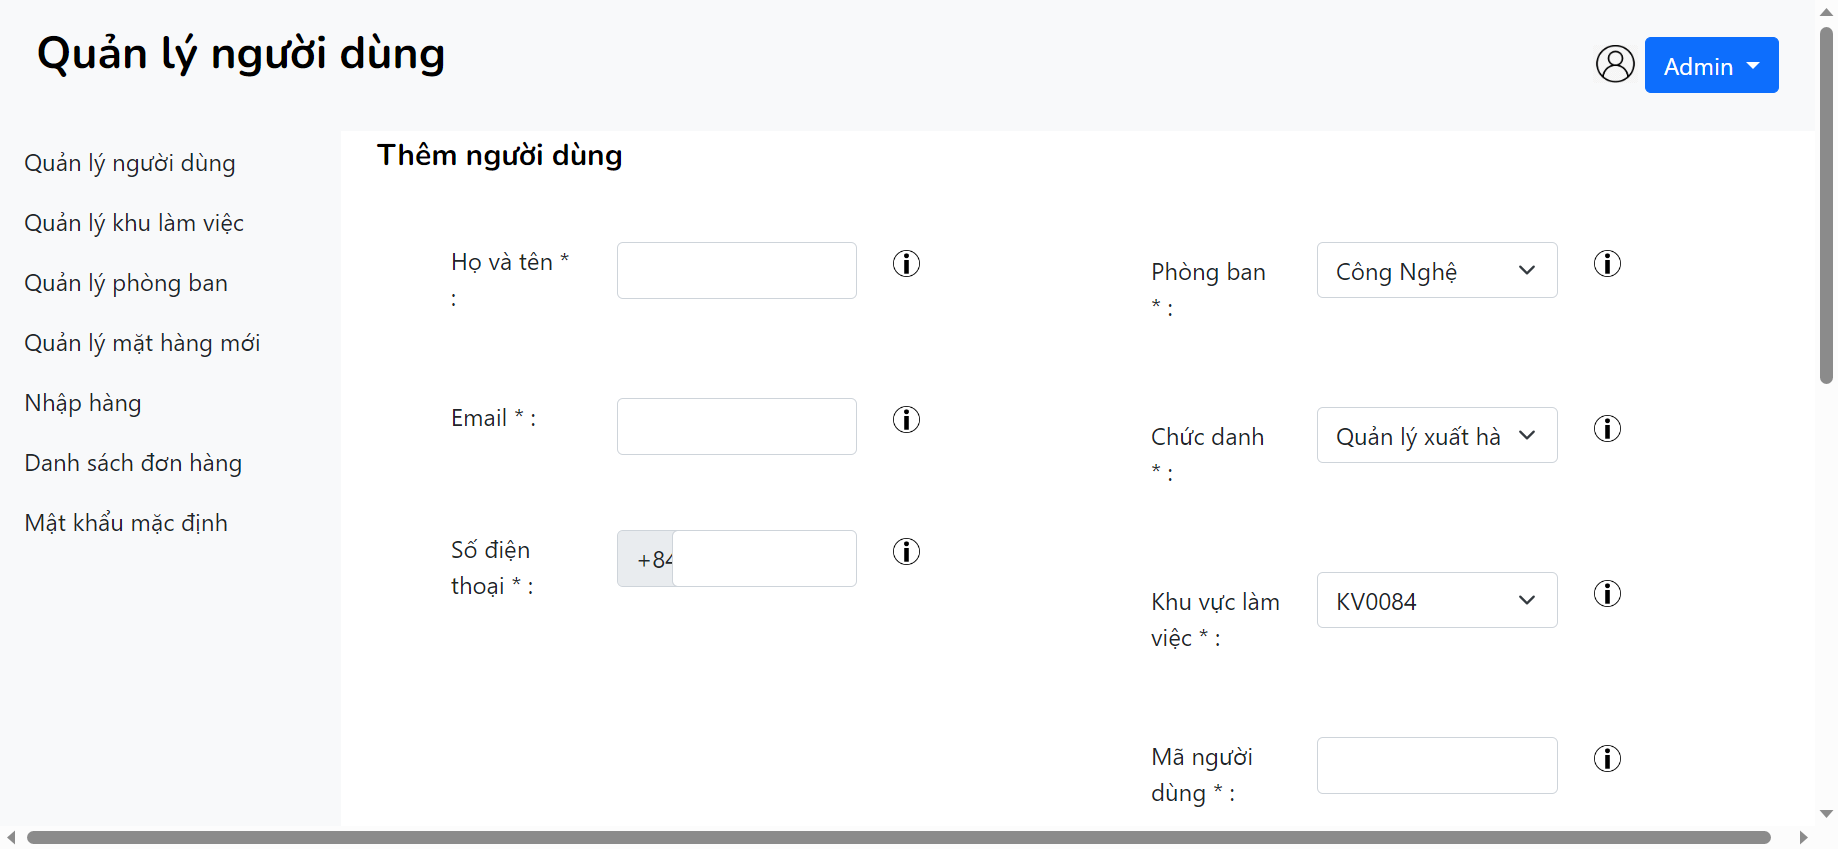 Quản lý người dùng
Admin
Quản lý người dùng
Quản lý khu làm việc
Quản lý phòng ban
Quản lý mặt hàng mới
Nhập hàng
Danh sách đơn hàng
Mật khẩu mặc định
Thêm người dùng
Họ và tên *
:
Email * :
Số điện
thoại * :
+84
Phòng ban
* :
Công Nghệ
Chức danh
* :
Quản lý xuất hà
Khu vực làm
việc * :
KV0084
Mã người
dùng * :